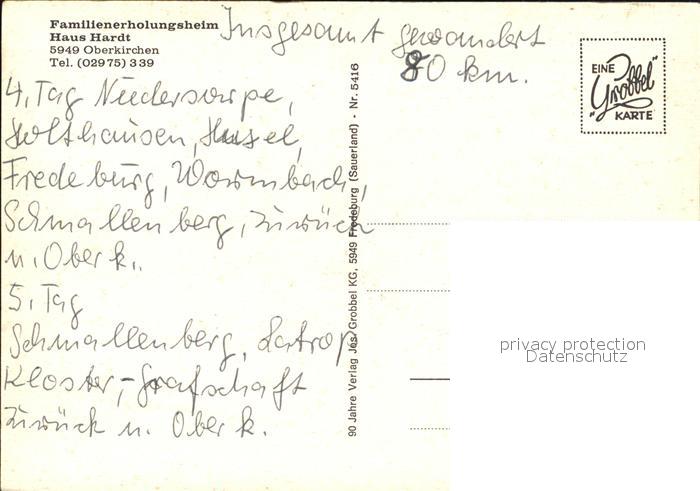 Familienerholungsheim
Haus Hardt
5949 Oberkirchen
Tel. (02975) 339
Insgesamt gewandert
80 km.
EINE
"Grobbel"
KARTE
4. Tag Niedersorpe,
Holthausen, Husel,
Fredeburg, Wormbach,
Schmallenberg, zurück
n. Oberk.
5. Tag
Schmallenberg, Latrop
Kloster-Grafschaft
zurück n. Oberk.
90 Jahre Verlag Jos. Grobbel KG, 5949 Fredeburg (Sauerland) - Nr. 5416
privacy protection
Datenschutz